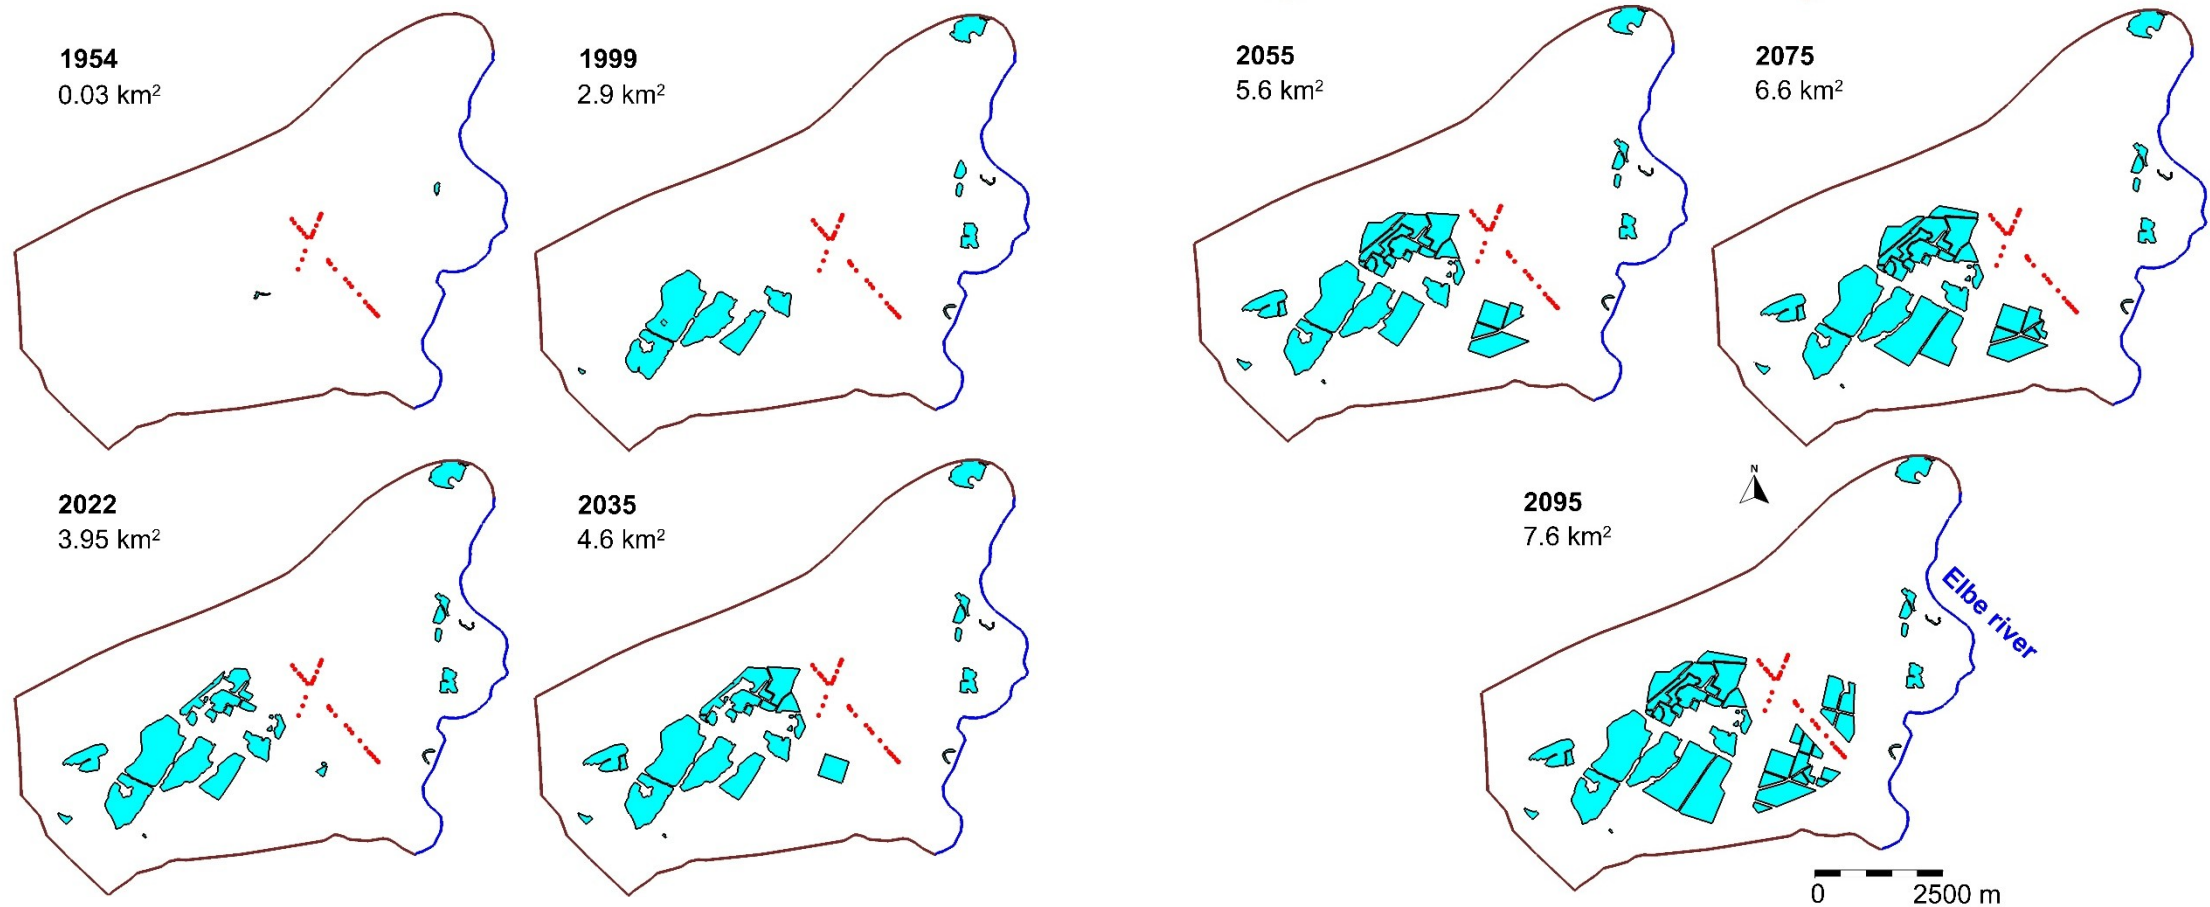 1954
0.03 km²
1999
2.9 km²
2055
5.6 km²
2075
6.6 km²
2022
3.95 km²
2035
4.6 km²
N
2095
7.6 km²
Elbe river
0 2500 m